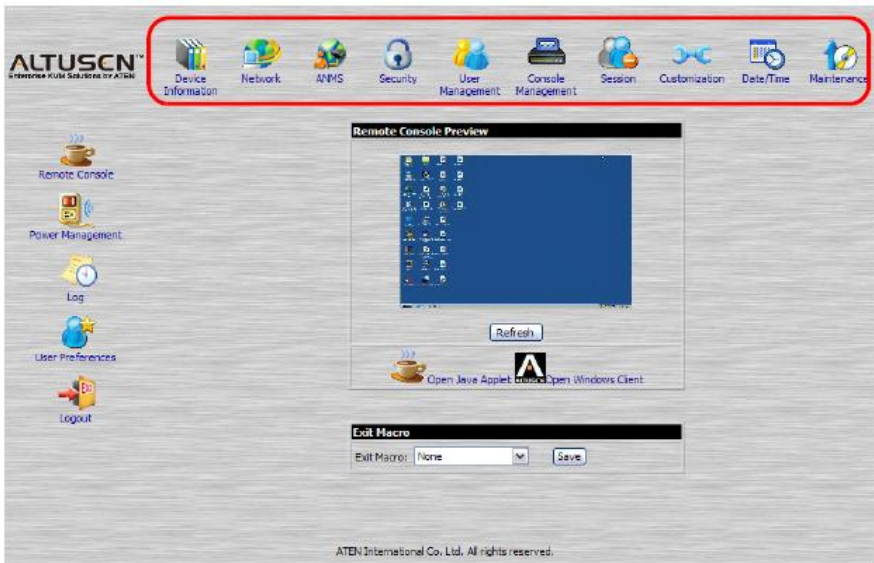 ALTUSCN™
Enterprise KVM Solutions by ATEN
Device Information
Network
ANMS
Security
User Management
Console Management
Session
Customization
Date/Time
Maintenance
Remote Console
Power Management
Log
User Preferences
Logout
Remote Console Preview
Refresh
Open Java Applet
ALTUSCN
Open Windows Client
Exit Macro
Exit Macro: None Save
ATEN International Co. Ltd. All rights reserved.